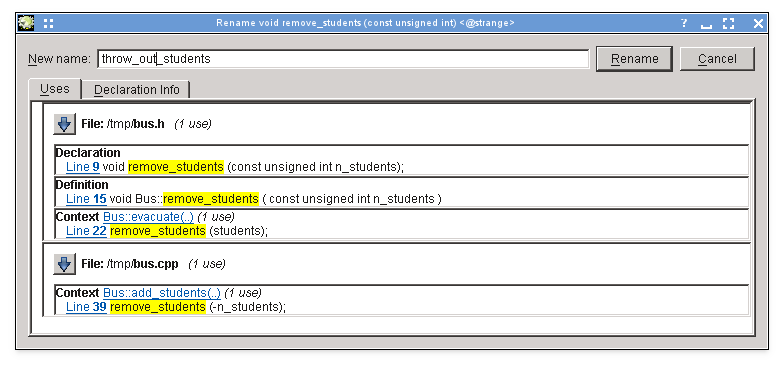 Rename void remove_students (const unsigned int) <@strange>
New name: throw_out_students Rename Cancel
Uses Declaration Info
File: /tmp/bus.h (1 use)
Declaration
Line 9 void remove_students (const unsigned int n_students);
Definition
Line 15 void Bus::remove_students ( const unsigned int n_students )
Context Bus::evacuate(..) (1 use)
Line 22 remove_students (students);
File: /tmp/bus.cpp (1 use)
Context Bus::add_students(..) (1 use)
Line 39 remove_students (-n_students);